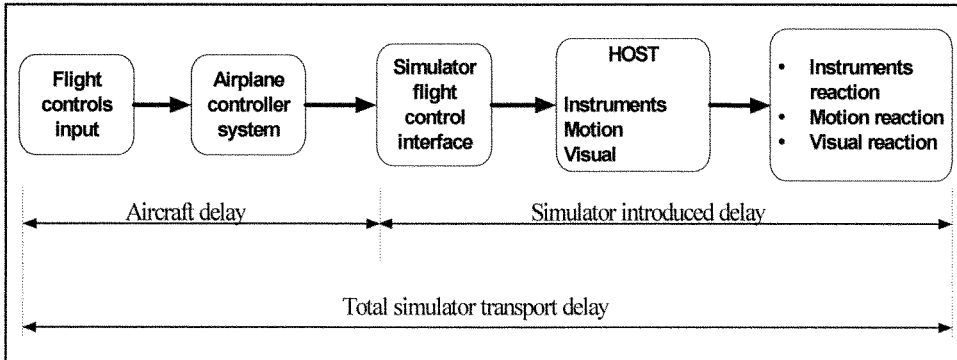 Flight
controls
input
Airplane
controller
system
Simulator
flight
control
interface
HOST
Instruments
Motion
Visual
• Instruments
reaction
• Motion reaction
• Visual reaction
Aircraft delay
Simulator introduced delay
Total simulator transport delay